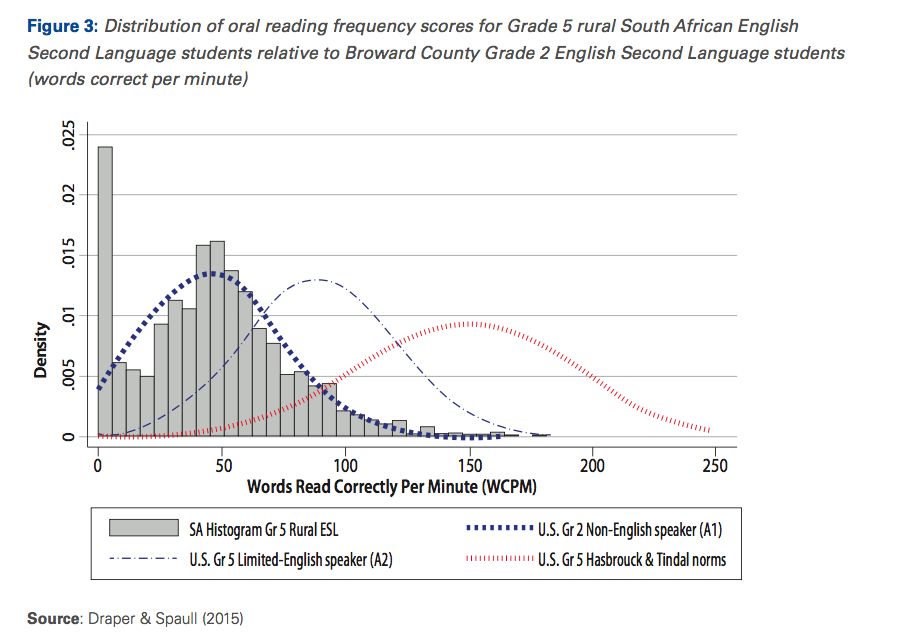 Figure 3: Distribution of oral reading frequency scores for Grade 5 rural South African English
Second Language students relative to Broward County Grade 2 English Second Language students
(words correct per minute)
.025
.02
.015
.01
.005
0
Density
0 50 100 150 200 250
Words Read Correctly Per Minute (WCPM)
SA Histogram Gr 5 Rural ESL
U.S. Gr 2 Non-English speaker (A1)
U.S. Gr 5 Limited-English speaker (A2)
U.S. Gr 5 Hasbrouck & Tindal norms
Source: Draper & Spaull (2015)